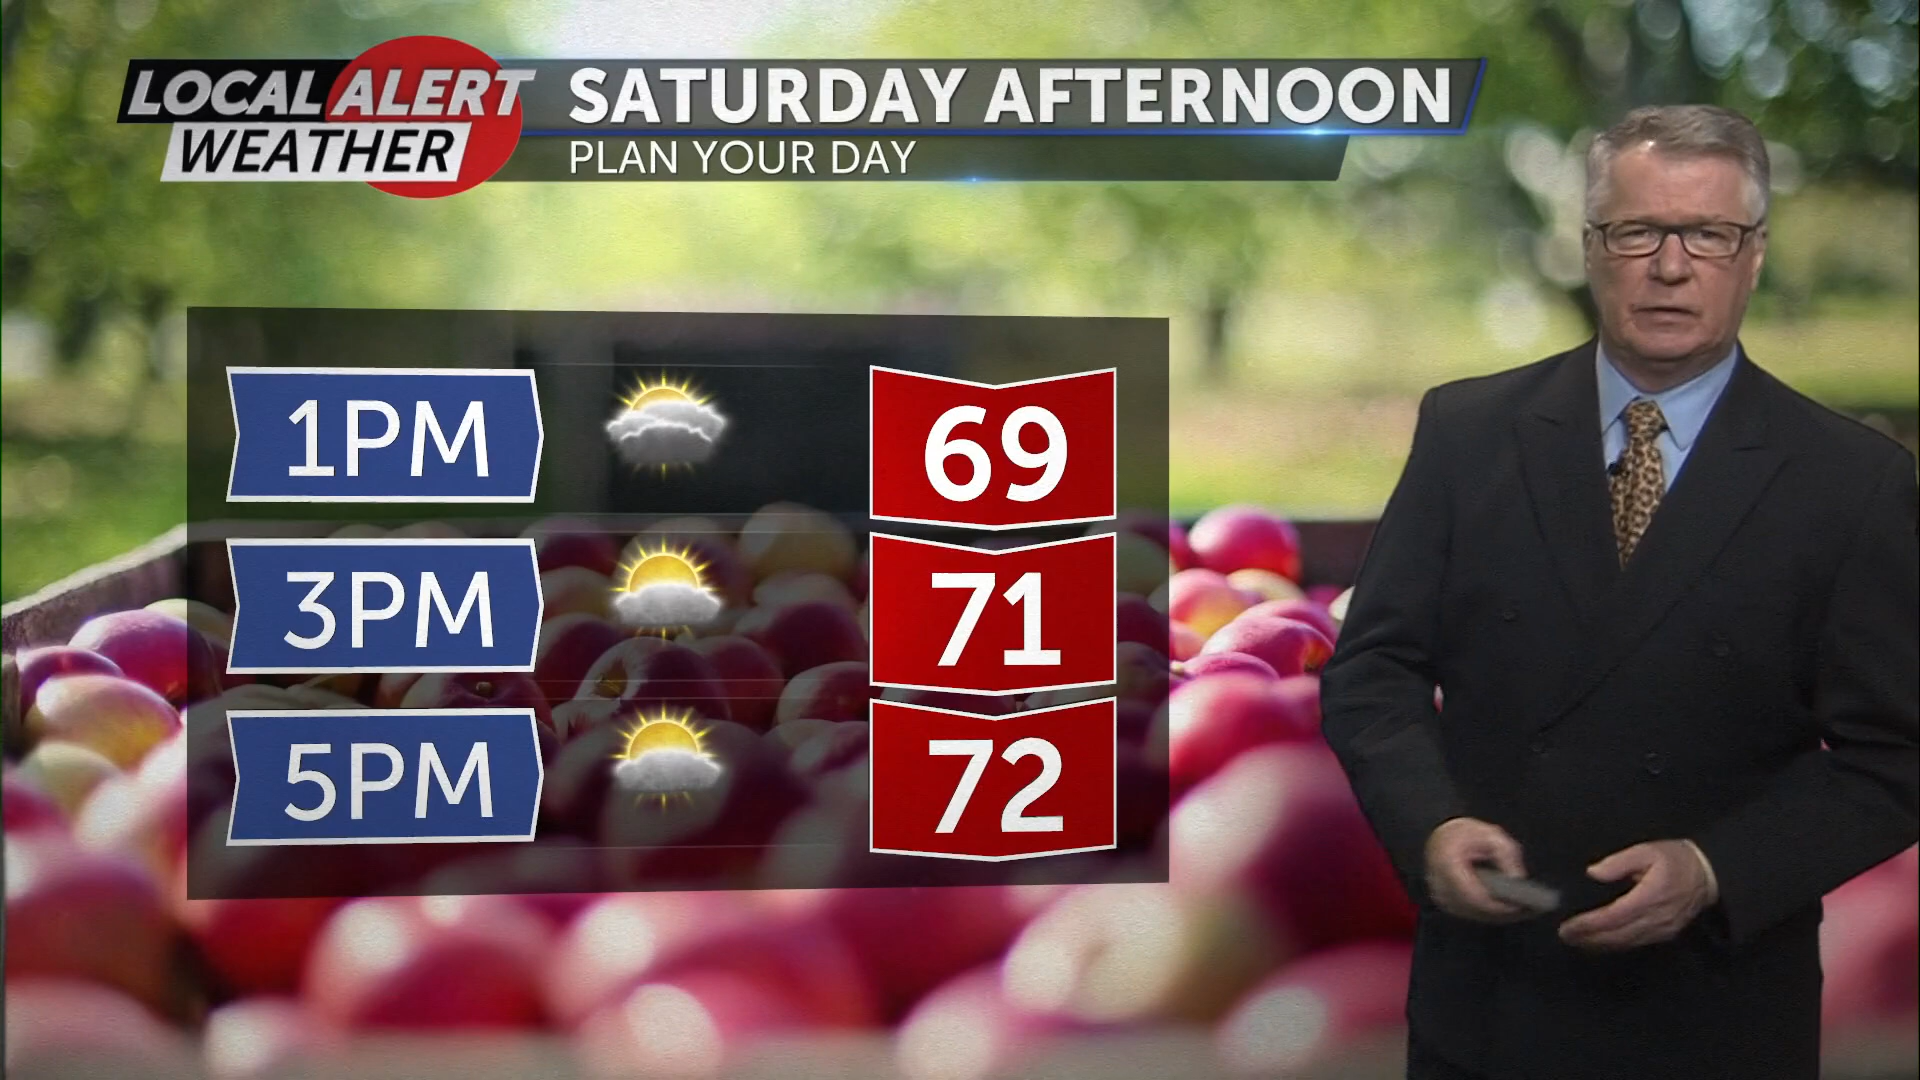 LOCAL ALERT
WEATHER
SATURDAY AFTERNOON
PLAN YOUR DAY
1PM 69
3PM 71
5PM 72